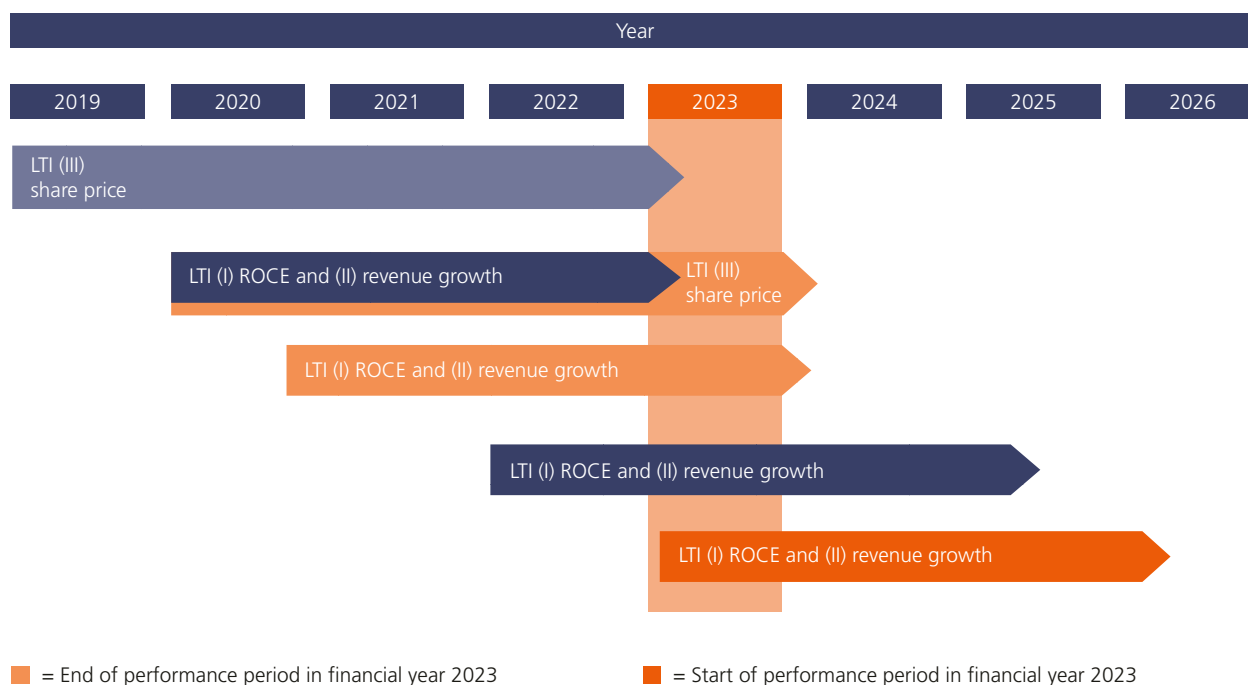 Year
2019 2020 2021 2022 2023 2024 2025 2026
LTI (III)
share price
LTI (I) ROCE and (II) revenue growth
LTI (III)
share price
LTI (I) ROCE and (II) revenue growth
LTI (I) ROCE and (II) revenue growth
LTI (I) ROCE and (II) revenue growth
= End of performance period in financial year 2023
= Start of performance period in financial year 2023